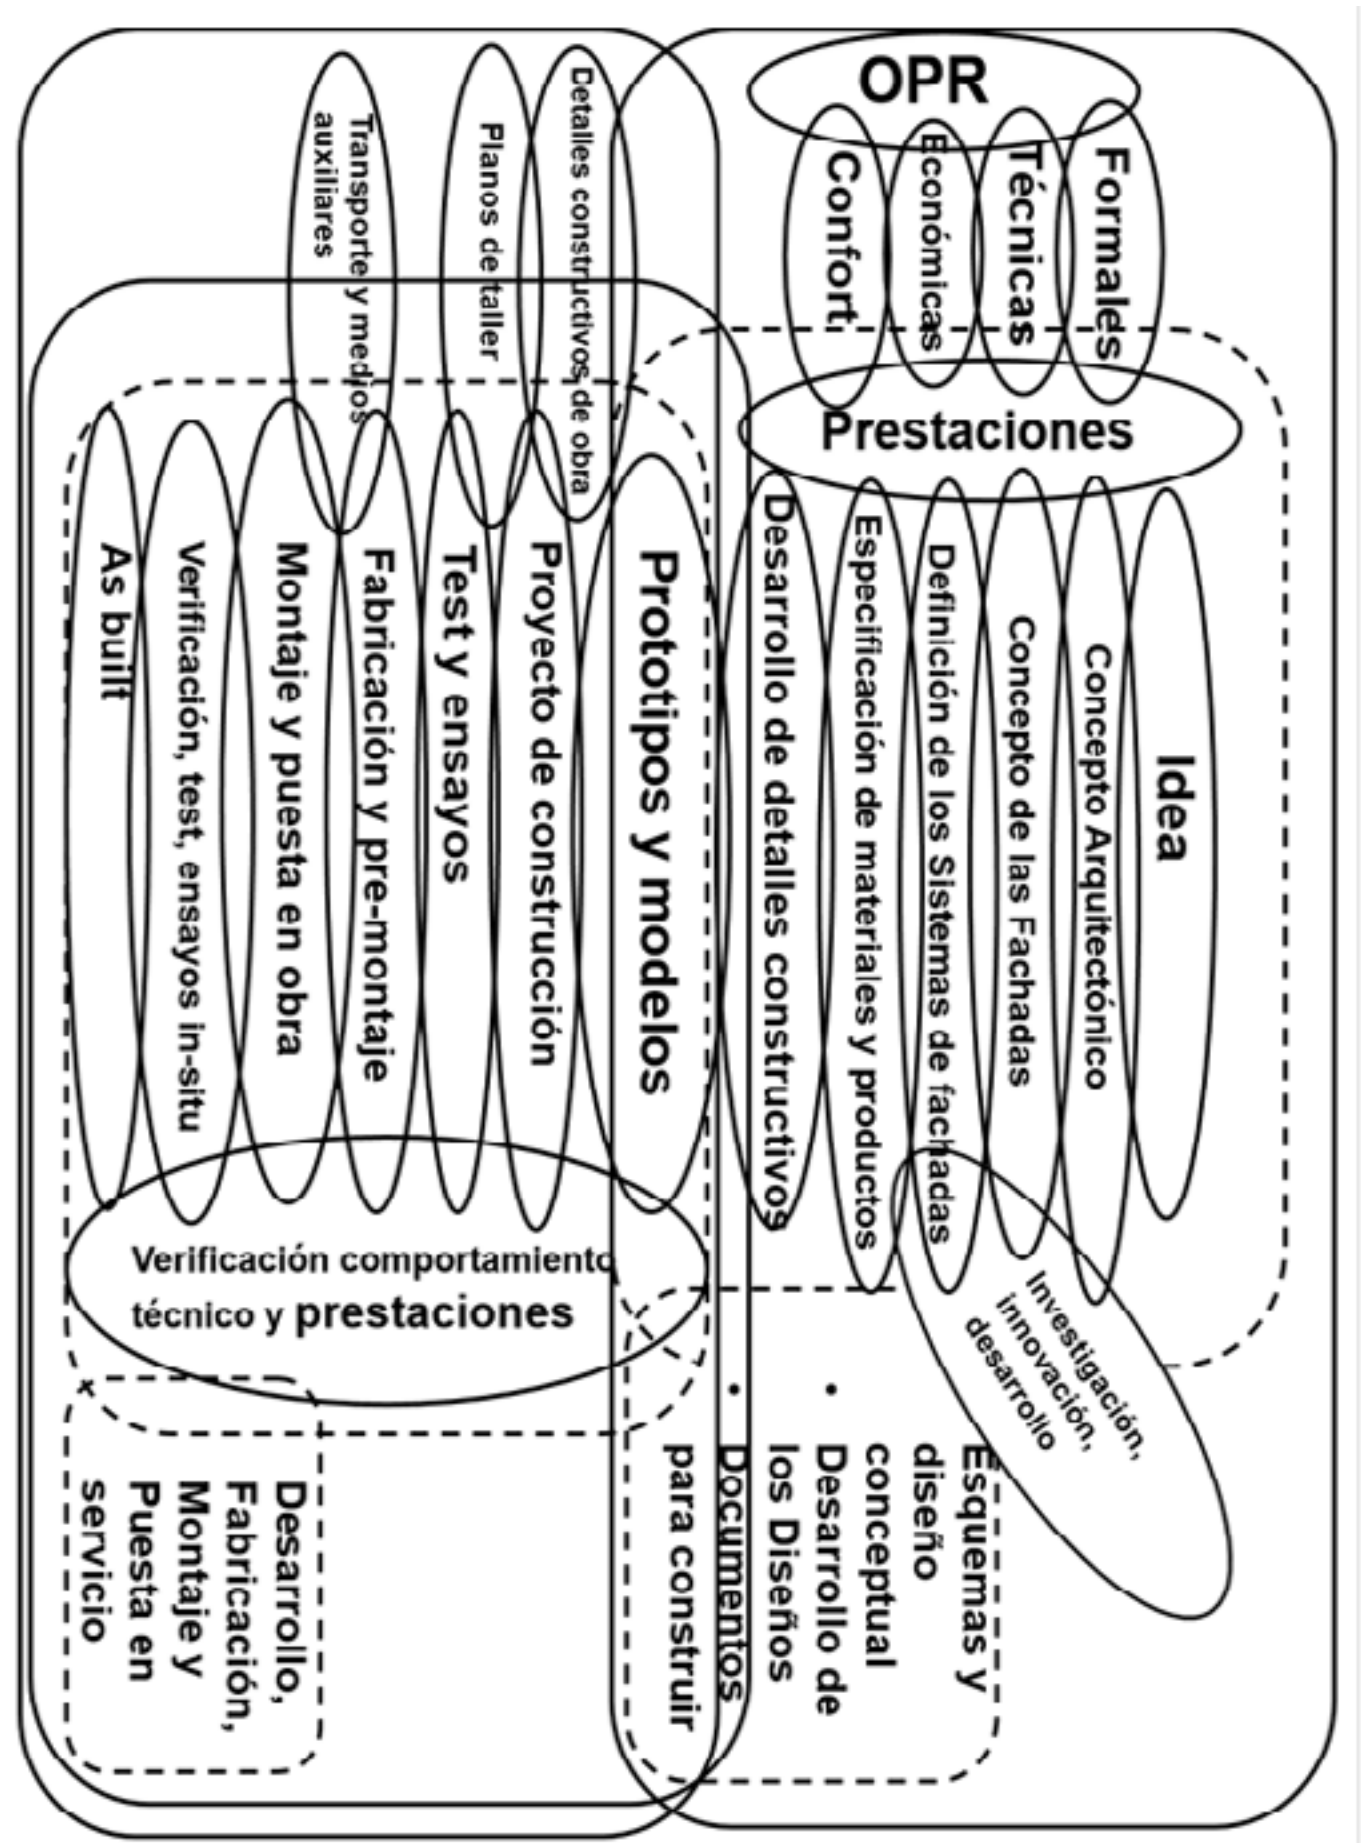 OPR
Formales
Técnicas
Económicas
Confort.
Prestaciones
Idea
Concepto Arquitectónico
Concepto de las Fachadas
Definición de los Sistemas de fachadas
Especificación de materiales y productos
Desarrollo de detalles constructivos
Investigación,
innovación,
desarrollo
Esquemas y
diseño
conceptual
• Desarrollo de
los Diseños
• Documentos
para construir
Detalles constructivos de obra
Planos de taller
Transporte y medios
auxiliares
Prototipos y modelos
Proyecto de construcción
Test y ensayos
Fabricación y pre-montaje
Montaje y puesta en obra
Verificación, test, ensayos in-situ
As built
Verificación comportamiento
técnico y prestaciones
Desarrollo,
Fabricación,
Montaje y
Puesta en
servicio